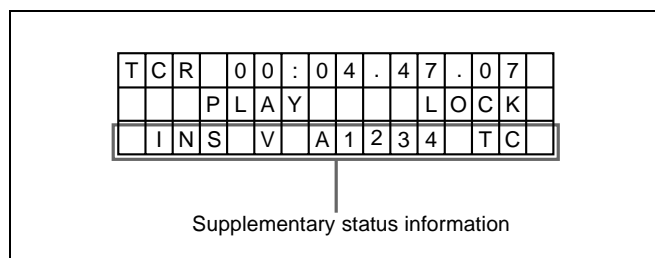 TCR 00:04.47.07
PLAY LOCK
INS V A1234 TC
Supplementary status information